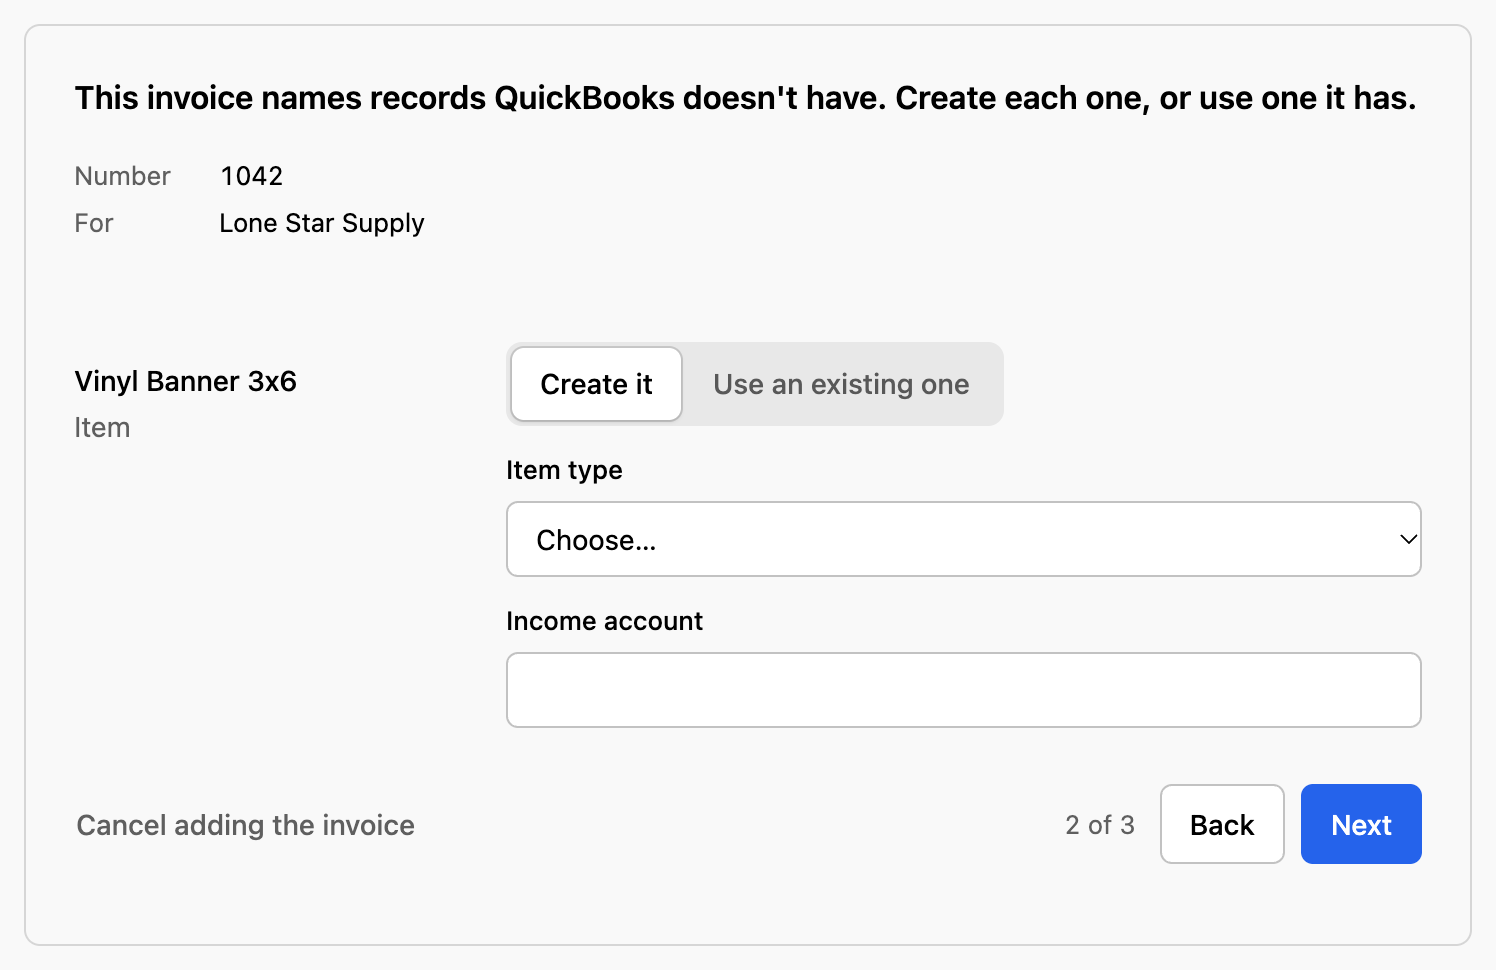 This invoice names records QuickBooks doesn't have. Create each one, or use one it has.
Number 1042
For Lone Star Supply
Vinyl Banner 3x6
Item
Create it Use an existing one
Item type
Choose...
Income account
Cancel adding the invoice 2 of 3 Back Next